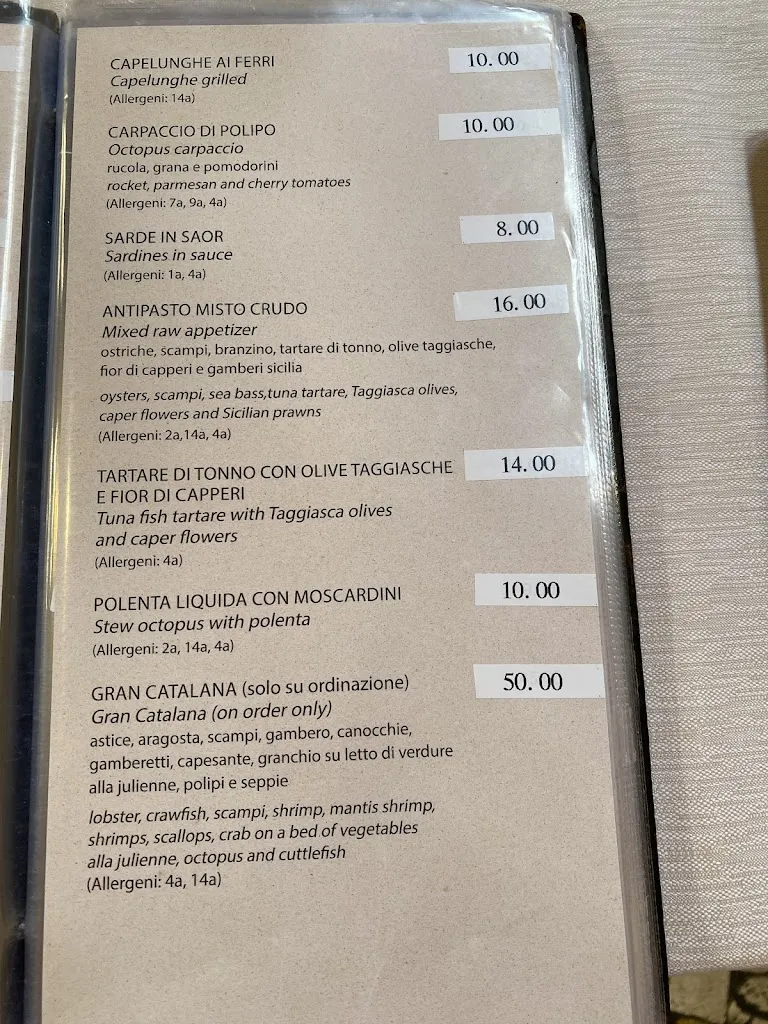 CAPELUNGHE AI FERRI 10.00
Capelunghe grilled
(Allergeni: 14a)
CARPACCIO DI POLIPO 10.00
Octopus carpaccio
rucola, grana e pomodorini
rocket, parmesan and cherry tomatoes
(Allergeni: 7a, 9a, 4a)
SARDE IN SAOR 8.00
Sardines in sauce
(Allergeni: 1a, 4a)
ANTIPASTO MISTO CRUDO 16.00
Mixed raw appetizer
ostriche, scampi, branzino, tartare di tonno, olive taggiasche,
fior di capperi e gamberi sicilia
oysters, scampi, sea bass,tuna tartare, Taggiasca olives,
caper flowers and Sicilian prawns
(Allergeni: 2a,14a, 4a)
TARTARE DI TONNO CON OLIVE TAGGIASCHE 14.00
E FIOR DI CAPPERI
Tuna fish tartare with Taggiasca olives
and caper flowers
(Allergeni: 4a)
POLENTA LIQUIDA CON MOSCARDINI 10.00
Stew octopus with polenta
(Allergeni: 2a, 14a, 4a)
GRAN CATALANA (solo su ordinazione) 50.00
Gran Catalana (on order only)
astice, aragosta, scampi, gambero, canocchie,
gamberetti, capesante, granchio su letto di verdure
alla julienne, polipi e seppie
lobster, crawfish, scampi, shrimp, mantis shrimp,
shrimps, scallops, crab on a bed of vegetables
alla julienne, octopus and cuttlefish
(Allergeni: 4a, 14a)